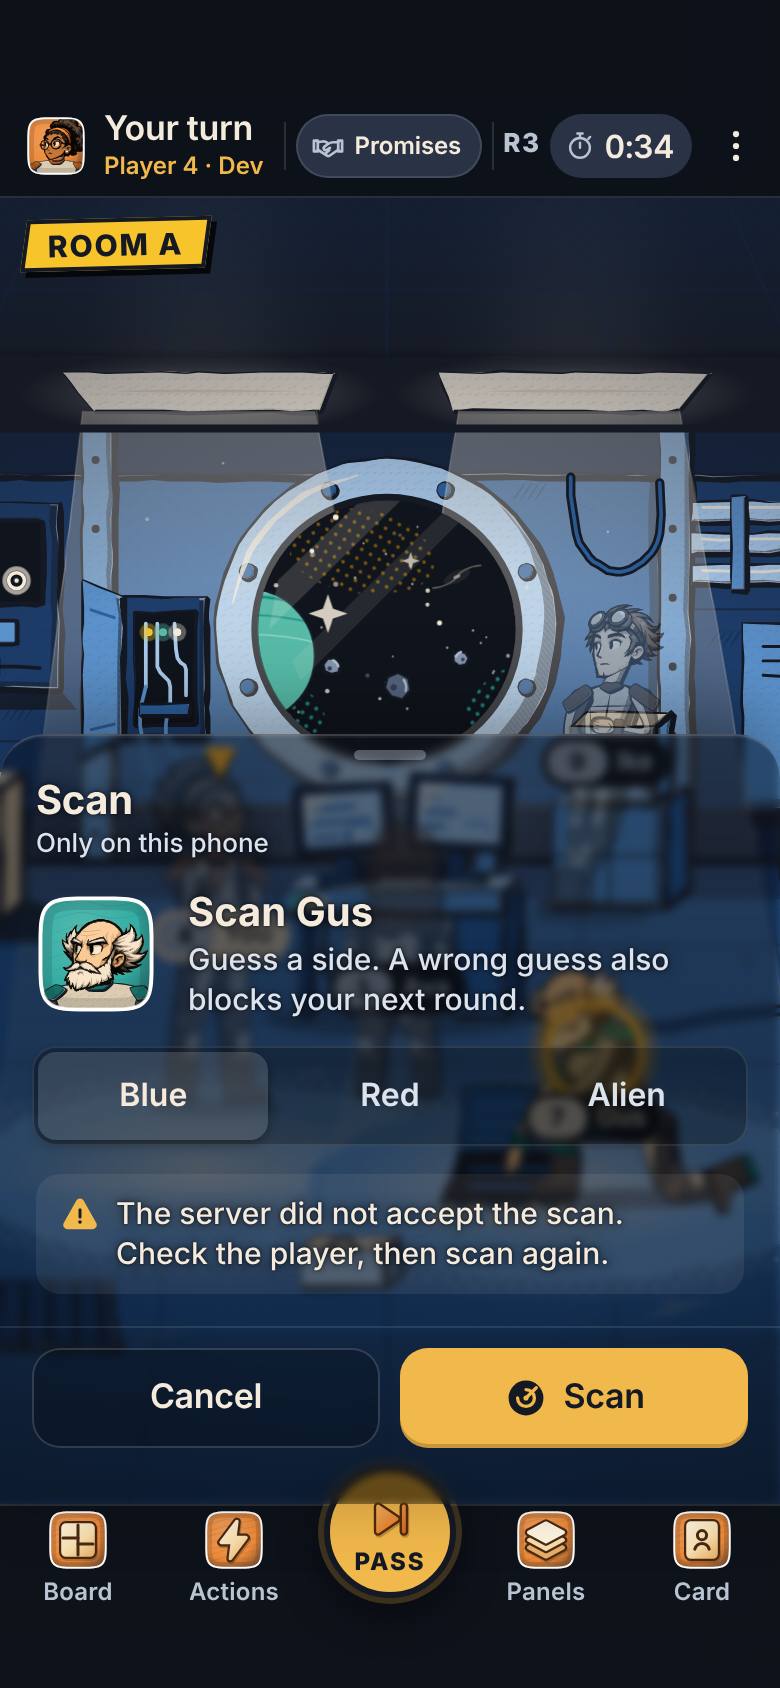 Your turn
Player 4 · Dev
Promises
R3
0:34
ROOM A
Scan
Only on this phone
Scan Gus
Guess a side. A wrong guess also
blocks your next round.
Blue
Red
Alien
The server did not accept the scan.
Check the player, then scan again.
Cancel
Scan
Board
Actions
PASS
Panels
Card